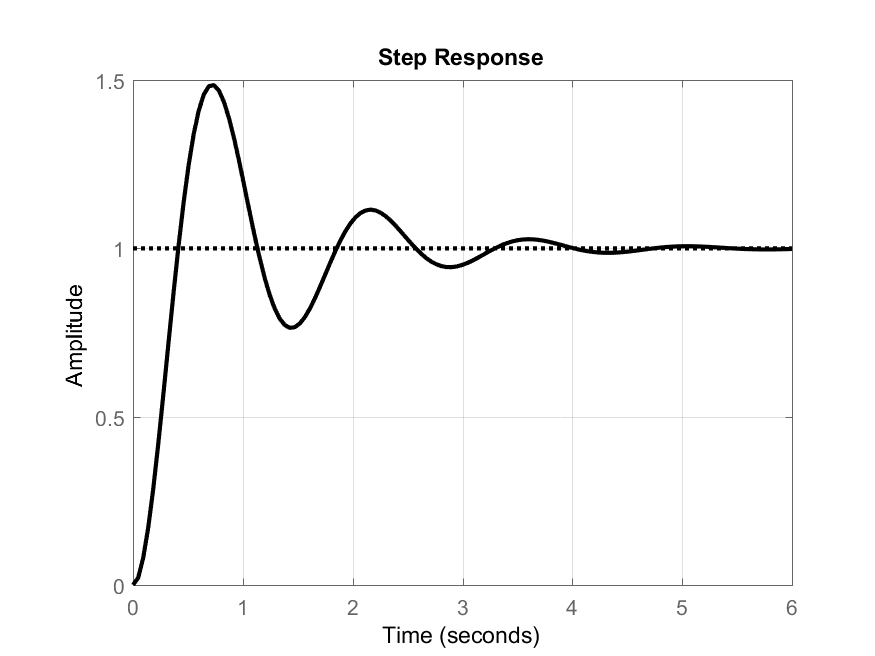 Step Response
1.5
1
0.5
0
0 1 2 3 4 5 6
Amplitude
Time (seconds)